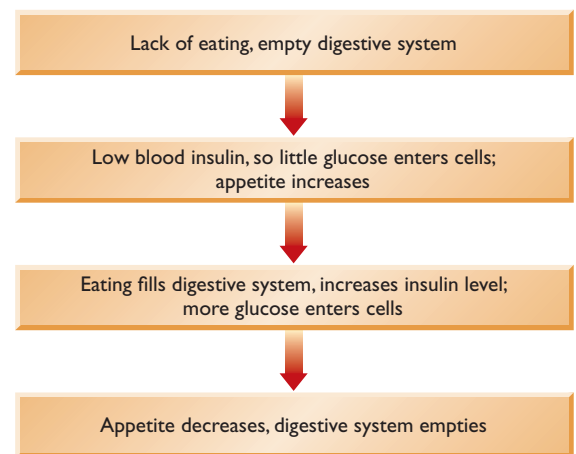 Lack of eating, empty digestive system
Low blood insulin, so little glucose enters cells;
appetite increases
Eating fills digestive system, increases insulin level;
more glucose enters cells
Appetite decreases, digestive system empties